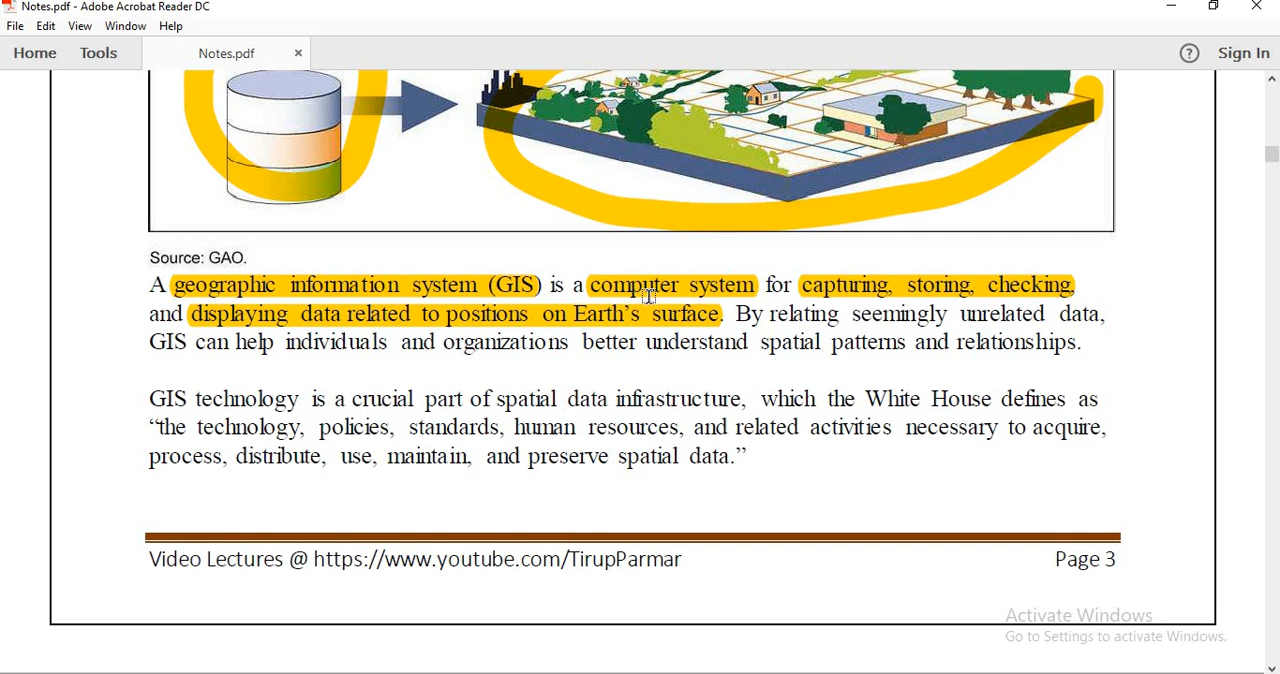 Notes.pdf - Adobe Acrobat Reader DC
File Edit View Window Help
Home Tools Notes.pdf × ? Sign In
Source: GAO.
A geographic information system (GIS) is a computer system for capturing, storing, checking,
and displaying data related to positions on Earth’s surface. By relating seemingly unrelated data,
GIS can help individuals and organizations better understand spatial patterns and relationships.
GIS technology is a crucial part of spatial data infrastructure, which the White House defines as
“the technology, policies, standards, human resources, and related activities necessary to acquire,
process, distribute, use, maintain, and preserve spatial data.”
Video Lectures @ https://www.youtube.com/TirupParmar Page 3
Activate Windows
Go to Settings to activate Windows.